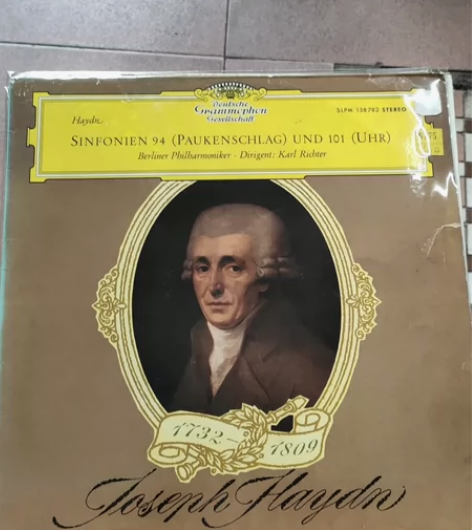 Deutsche
Grammophon
Gesellschaft
Haydn
SLPM 138782 STEREO
SINFONIEN 94 (PAUKENSCHLAG) UND 101 (UHR)
Berliner Philharmoniker · Dirigent: Karl Richter
1732–
1809
Joseph Haydn